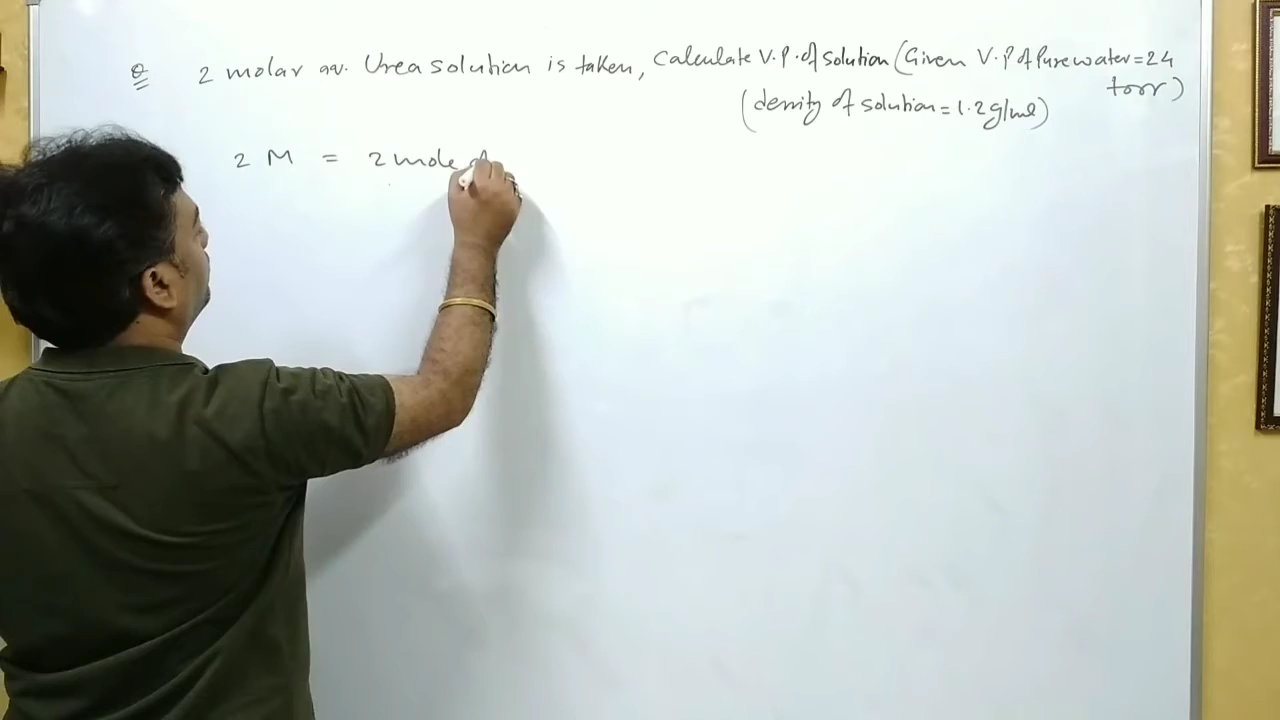 Q 2 molar aq. Urea solution is taken, Calculate V.P. of solution (Given V.P of Pure water = 24 torr)
(density of solution = 1.2 g/ml)
2 M = 2 mole